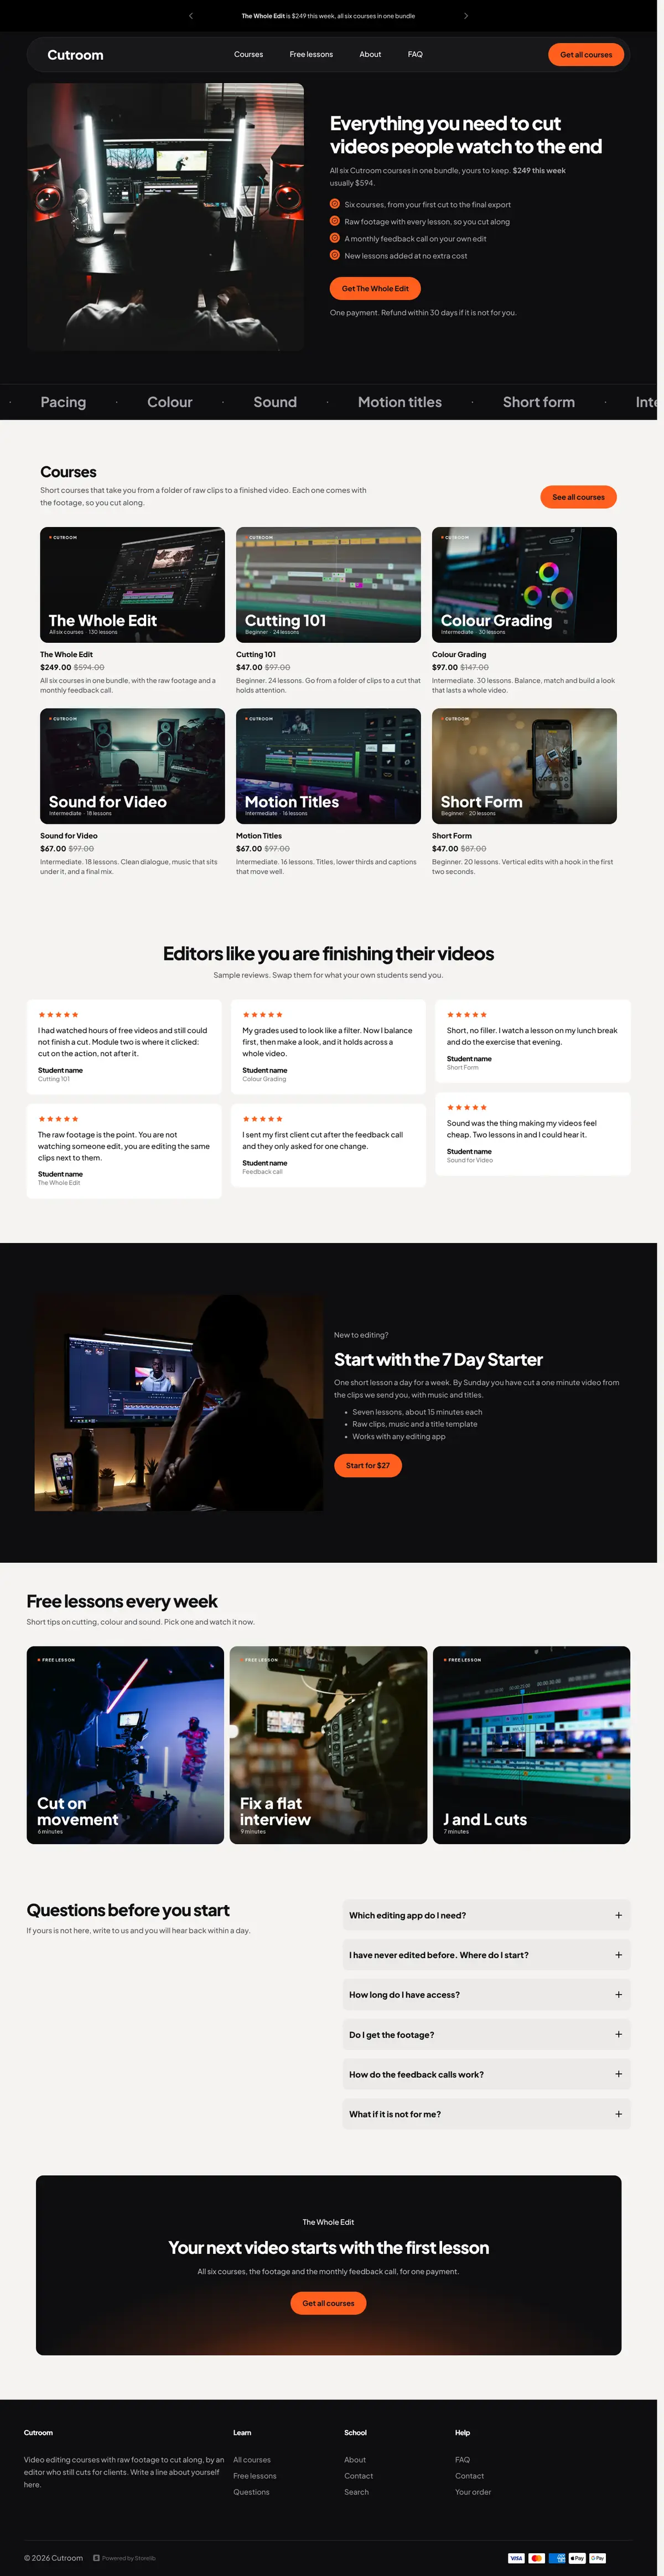 The Whole Edit is $249 this week, all six courses in one bundle
Cutroom
Courses
Free lessons
About
FAQ
Get all courses
Everything you need to cut
videos people watch to the end
All six Cutroom courses in one bundle, yours to keep. $249 this week
usually $594.
Six courses, from your first cut to the final export
Raw footage with every lesson, so you cut along
A monthly feedback call on your own edit
New lessons added at no extra cost
Get The Whole Edit
One payment. Refund within 30 days if it is not for you.
· Pacing · Colour · Sound · Motion titles · Short form · Inte
Courses
Short courses that take you from a folder of raw clips to a finished video. Each one comes with
the footage, so you cut along.
See all courses
CUTROOM
The Whole Edit
All six courses · 130 lessons
CUTROOM
Cutting 101
Beginner · 24 lessons
CUTROOM
Colour Grading
Intermediate · 30 lessons
The Whole Edit
$249.00 $594.00
All six courses in one bundle, with the raw footage and a
monthly feedback call.
Cutting 101
$47.00 $97.00
Beginner. 24 lessons. Go from a folder of clips to a cut that
holds attention.
Colour Grading
$97.00 $147.00
Intermediate. 30 lessons. Balance, match and build a look
that lasts a whole video.
CUTROOM
Sound for Video
Intermediate · 18 lessons
CUTROOM
Motion Titles
Intermediate · 16 lessons
CUTROOM
Short Form
Beginner · 20 lessons
Sound for Video
$67.00 $97.00
Intermediate. 18 lessons. Clean dialogue, music that sits
under it, and a final mix.
Motion Titles
$67.00 $97.00
Intermediate. 16 lessons. Titles, lower thirds and captions
that move well.
Short Form
$47.00 $87.00
Beginner. 20 lessons. Vertical edits with a hook in the first
two seconds.
Editors like you are finishing their videos
Sample reviews. Swap them for what your own students send you.
I had watched hours of free videos and still could
not finish a cut. Module two is where it clicked:
cut on the action, not after it.
Student name
Cutting 101
My grades used to look like a filter. Now I balance
first, then make a look, and it holds across a
whole video.
Student name
Colour Grading
Short, no filler. I watch a lesson on my lunch break
and do the exercise that evening.
Student name
Short Form
The raw footage is the point. You are not
watching someone edit, you are editing the same
clips next to them.
Student name
The Whole Edit
I sent my first client cut after the feedback call
and they only asked for one change.
Student name
Feedback call
Sound was the thing making my videos feel
cheap. Two lessons in and I could hear it.
Student name
Sound for Video
New to editing?
Start with the 7 Day Starter
One short lesson a day for a week. By Sunday you have cut a one minute video from
the clips we send you, with music and titles.
• Seven lessons, about 15 minutes each
• Raw clips, music and a title template
• Works with any editing app
Start for $27
Free lessons every week
Short tips on cutting, colour and sound. Pick one and watch it now.
FREE LESSON
Cut on
movement
6 minutes
FREE LESSON
Fix a flat
interview
9 minutes
FREE LESSON
J and L cuts
7 minutes
Questions before you start
If yours is not here, write to us and you will hear back within a day.
Which editing app do I need?
I have never edited before. Where do I start?
How long do I have access?
Do I get the footage?
How do the feedback calls work?
What if it is not for me?
The Whole Edit
Your next video starts with the first lesson
All six courses, the footage and the monthly feedback call, for one payment.
Get all courses
Cutroom
Video editing courses with raw footage to cut along, by an
editor who still cuts for clients. Write a line about yourself
here.
Learn
All courses
Free lessons
Questions
School
About
Contact
Search
Help
FAQ
Contact
Your order
© 2026 Cutroom
Powered by Storelib
VISA
Pay
G Pay